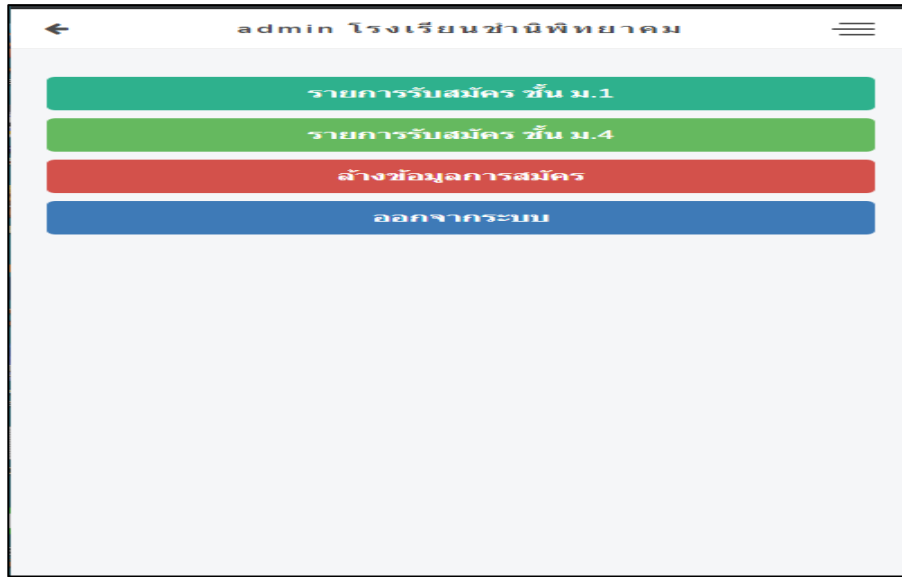 admin โรงเรียนชำนิพิทยาคม
รายการรับสมัคร ชั้น ม.1
รายการรับสมัคร ชั้น ม.4
ล้างข้อมูลการสมัคร
ออกจากระบบ